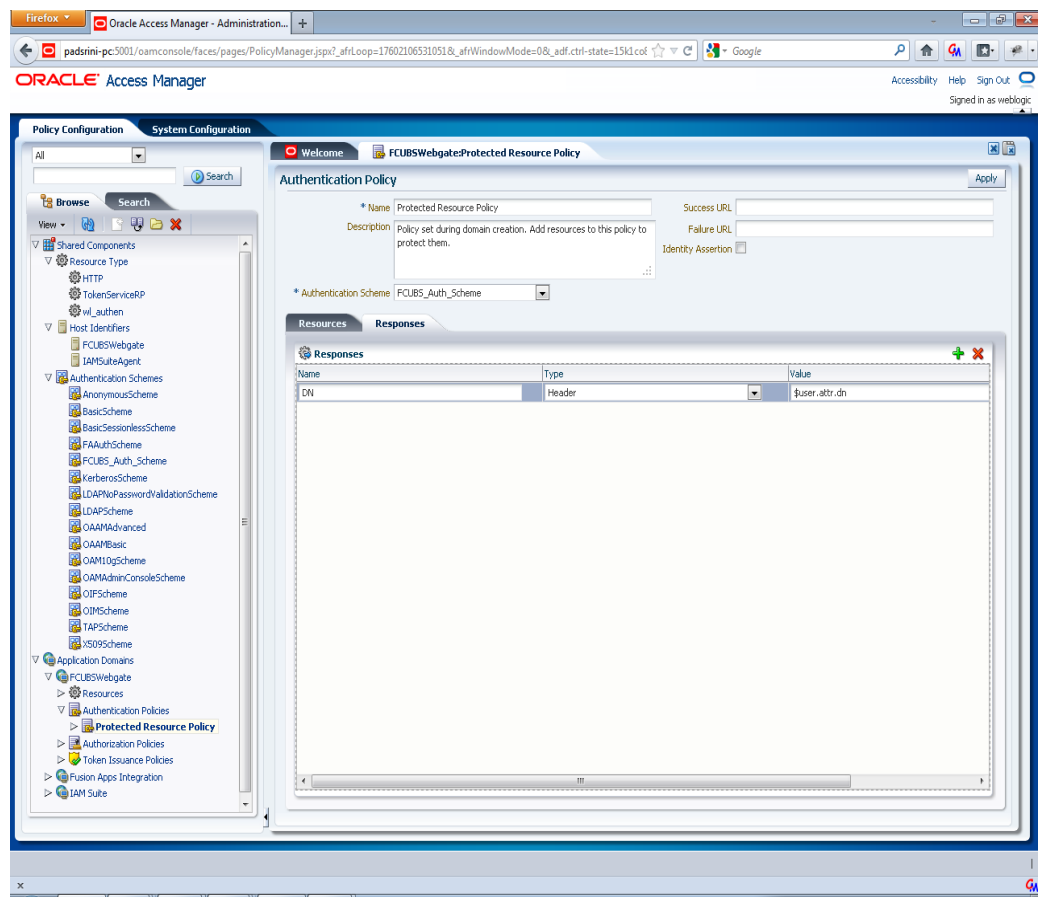 Firefox
Oracle Access Manager - Administration...
padsrini-pc:5001/oamconsole/faces/pages/PolicyManager.jspx?_afrLoop=17602106531051&_afrWindowMode=0&_adf.ctrl-state=15k1cof
Google
ORACLE Access Manager
Accessibility Help Sign Out
Signed in as weblogic
Policy Configuration System Configuration
All
Search
Browse Search
View
Shared Components
Resource Type
HTTP
TokenServiceRP
wl_authen
Host Identifiers
FCUBSWebgate
IAMSuiteAgent
Authentication Schemes
AnonymousScheme
BasicScheme
BasicSessionlessScheme
FAAuthScheme
FCUBS_Auth_Scheme
KerberosScheme
LDAPNoPasswordValidationScheme
LDAPScheme
OAAMAdvanced
OAAMBasic
OAM10gScheme
OAMAdminConsoleScheme
OIFScheme
OIMScheme
TAPScheme
X509Scheme
Application Domains
FCUBSWebgate
Resources
Authentication Policies
Protected Resource Policy
Authorization Policies
Token Issuance Policies
Fusion Apps Integration
IAM Suite
Welcome FCUBSWebgate:Protected Resource Policy
Authentication Policy Apply
* Name Protected Resource Policy
Description Policy set during domain creation. Add resources to this policy to
protect them.
* Authentication Scheme FCUBS_Auth_Scheme
Success URL
Failure URL
Identity Assertion
Resources Responses
Responses
Name Type Value
DN Header $user.attr.dn